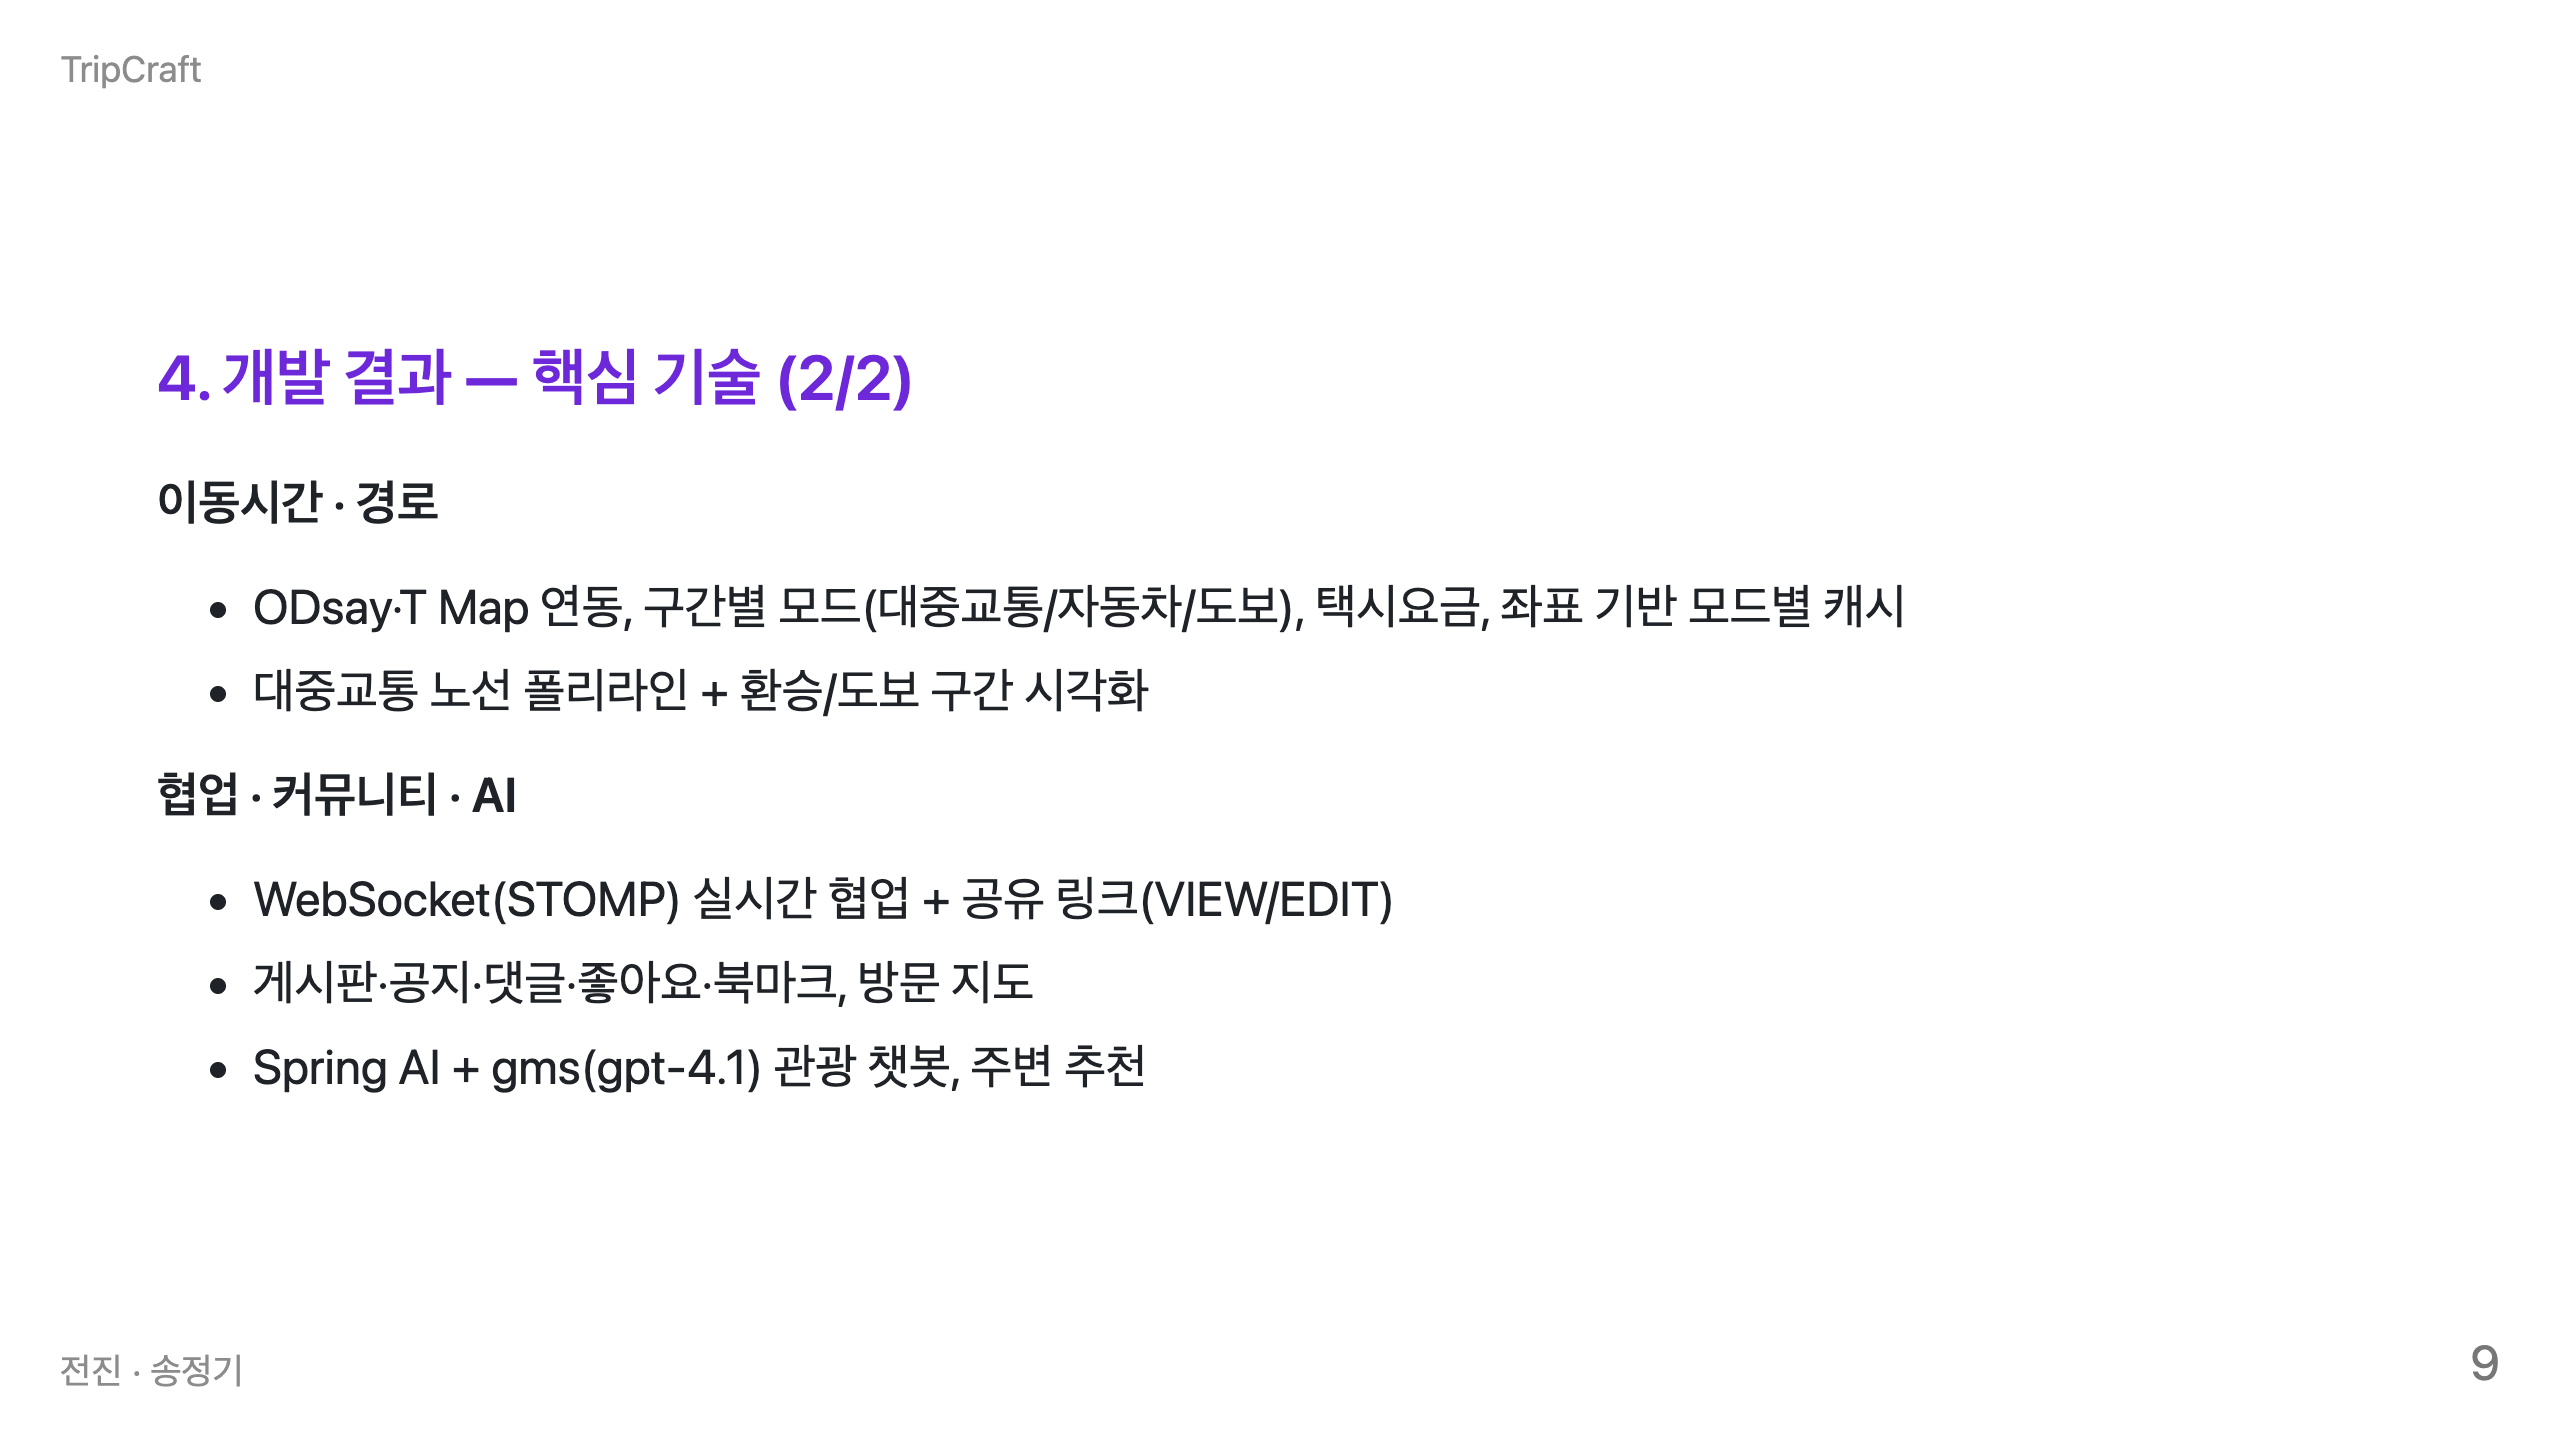 TripCraft
4. 개발 결과 — 핵심 기술 (2/2)
이동시간 · 경로
• ODsay·T Map 연동, 구간별 모드(대중교통/자동차/도보), 택시요금, 좌표 기반 모드별 캐시
• 대중교통 노선 폴리라인 + 환승/도보 구간 시각화
협업 · 커뮤니티 · AI
• WebSocket(STOMP) 실시간 협업 + 공유 링크(VIEW/EDIT)
• 게시판·공지·댓글·좋아요·북마크, 방문 지도
• Spring AI + gms(gpt-4.1) 관광 챗봇, 주변 추천
전진 · 송정기
9